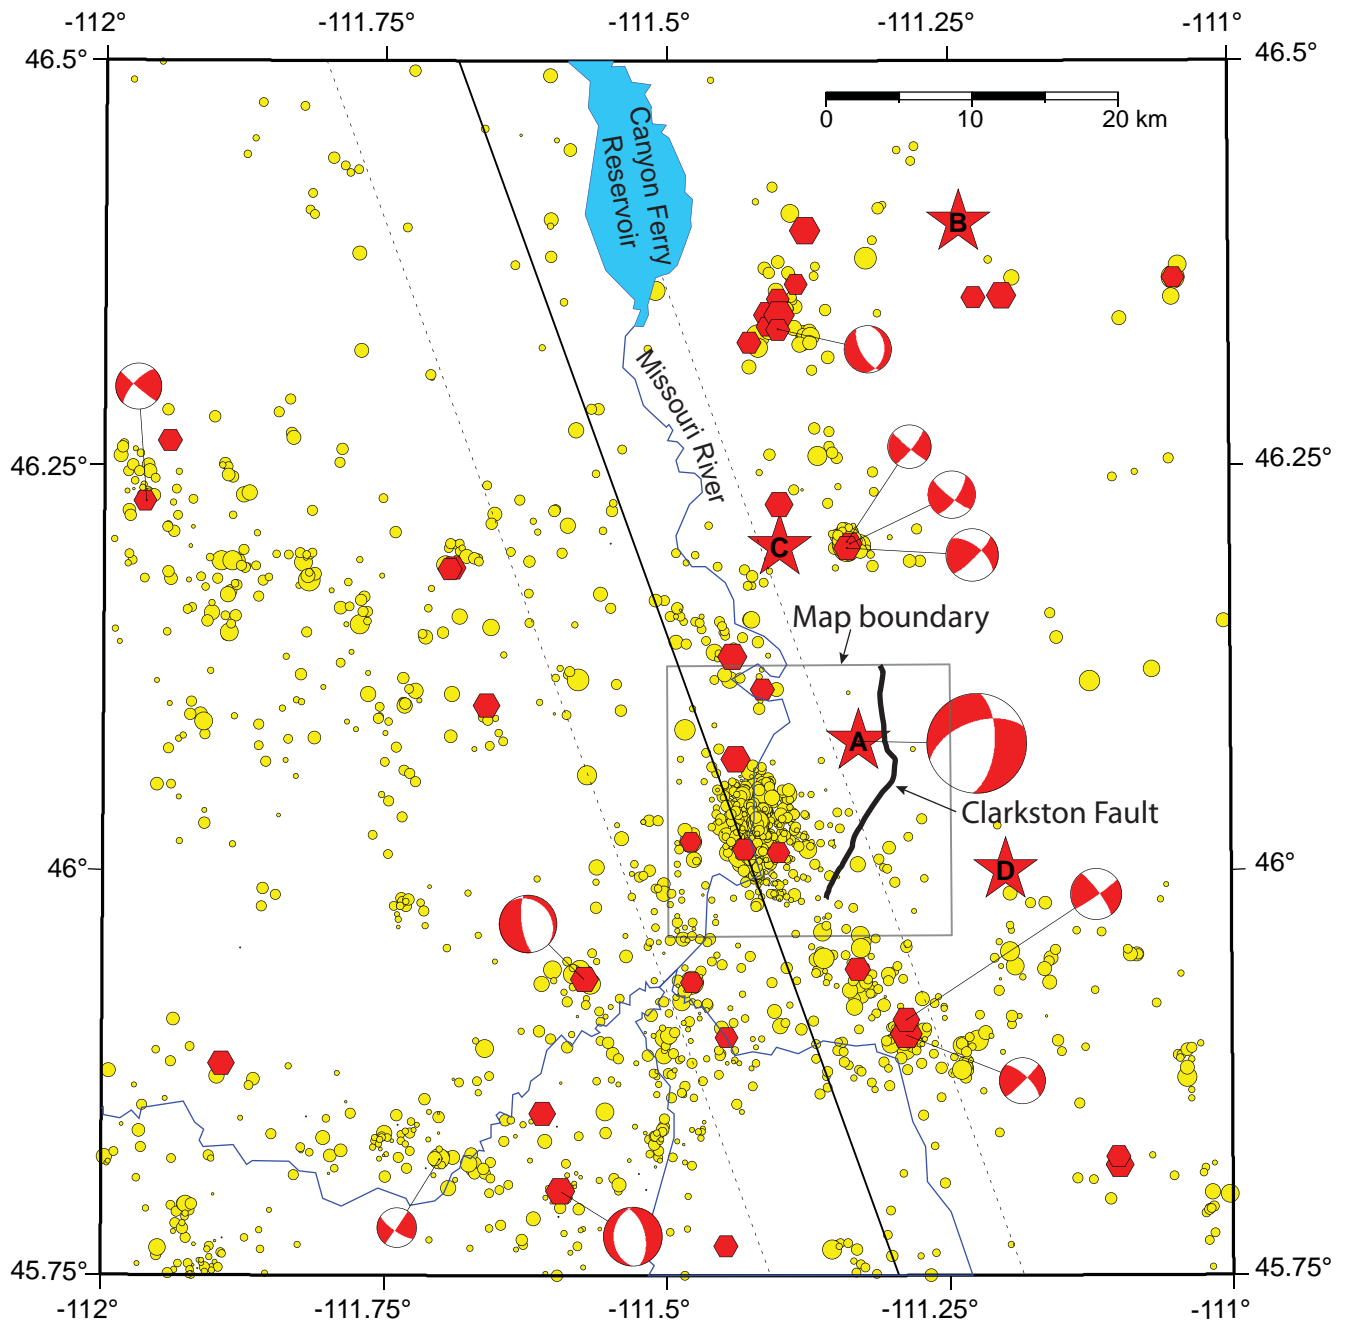 -112° -111.75° -111.5° -111.25° -111°
46.5° 46.5°
0 10 20 km
Canyon Ferry
Reservoir
B
Missouri River
46.25° 46.25°
C
Map boundary
A
Clarkston Fault
46° 46°
D
45.75° 45.75°
-112° -111.75° -111.5° -111.25° -111°